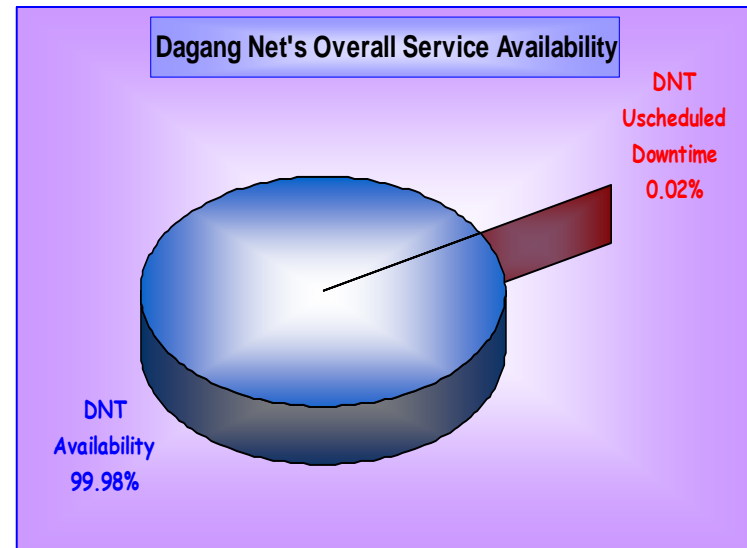 Dagang Net's Overall Service Availability
DNT
Uscheduled
Downtime
0.02%
DNT
Availability
99.98%